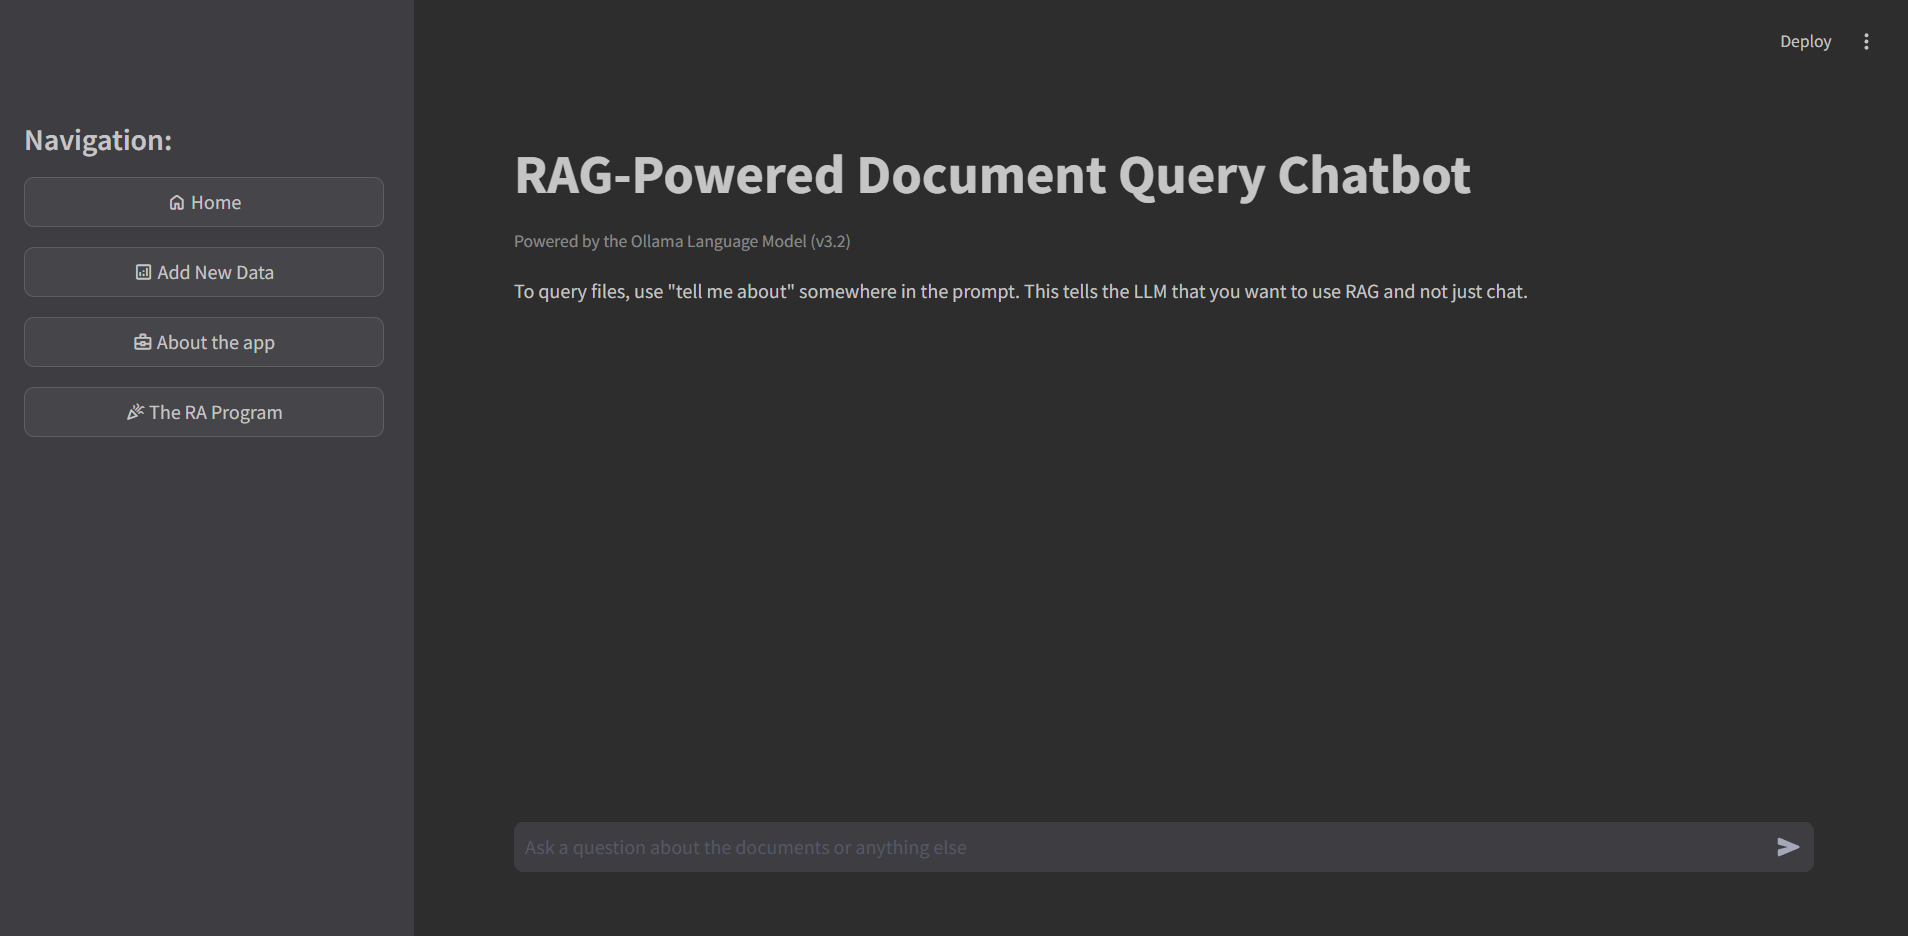 Deploy
Navigation:
Home
Add New Data
About the app
The RA Program
RAG-Powered Document Query Chatbot
Powered by the Ollama Language Model (v3.2)
To query files, use "tell me about" somewhere in the prompt. This tells the LLM that you want to use RAG and not just chat.
Ask a question about the documents or anything else